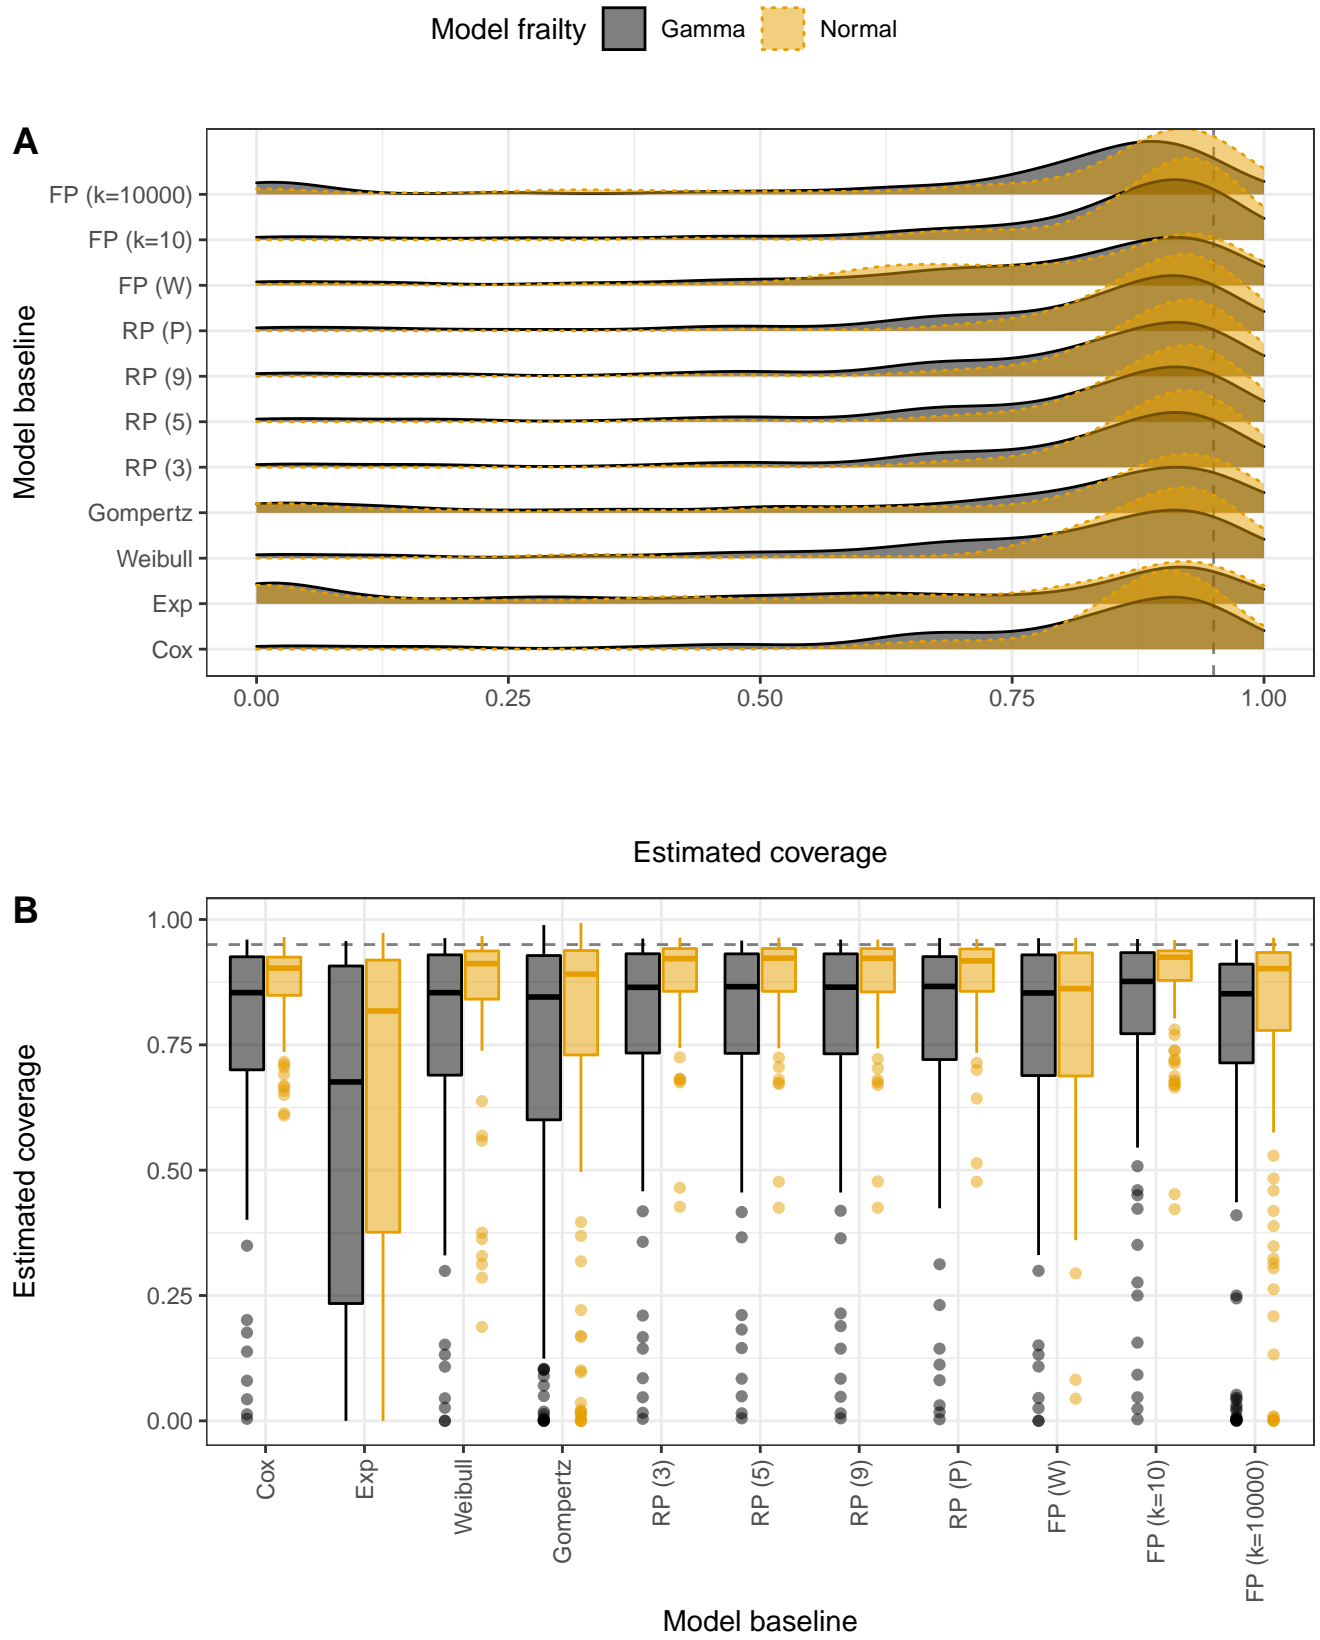 Model frailty Gamma Normal
A
FP (k=10000)
FP (k=10)
FP (W)
RP (P)
RP (9)
RP (5)
RP (3)
Gompertz
Weibull
Exp
Cox
Model baseline
0.00 0.25 0.50 0.75 1.00
Estimated coverage
B
1.00
0.75
0.50
0.25
0.00
Estimated coverage
Cox Exp Weibull Gompertz RP (3) RP (5) RP (9) RP (P) FP (W) FP (k=10) FP (k=10000)
Model baseline